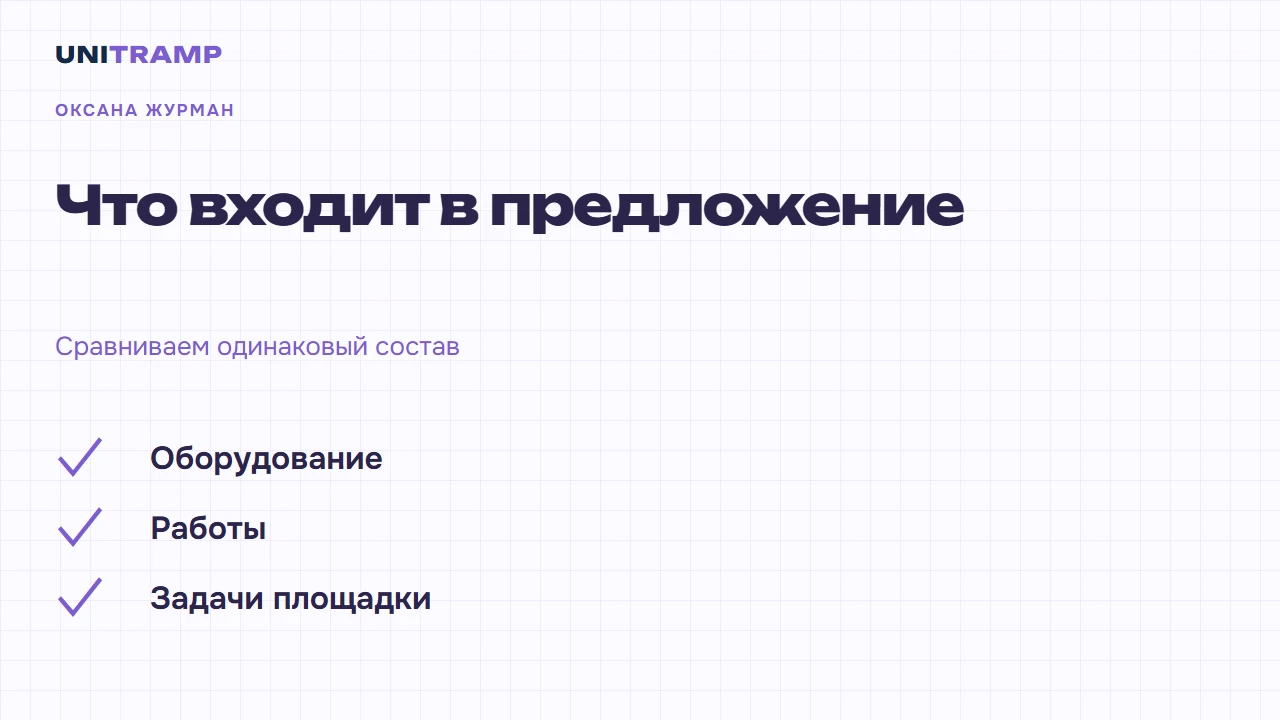 UNITRAMP
ОКСАНА ЖУРМАН
Что входит в предложение
Сравниваем одинаковый состав
Оборудование
Работы
Задачи площадки